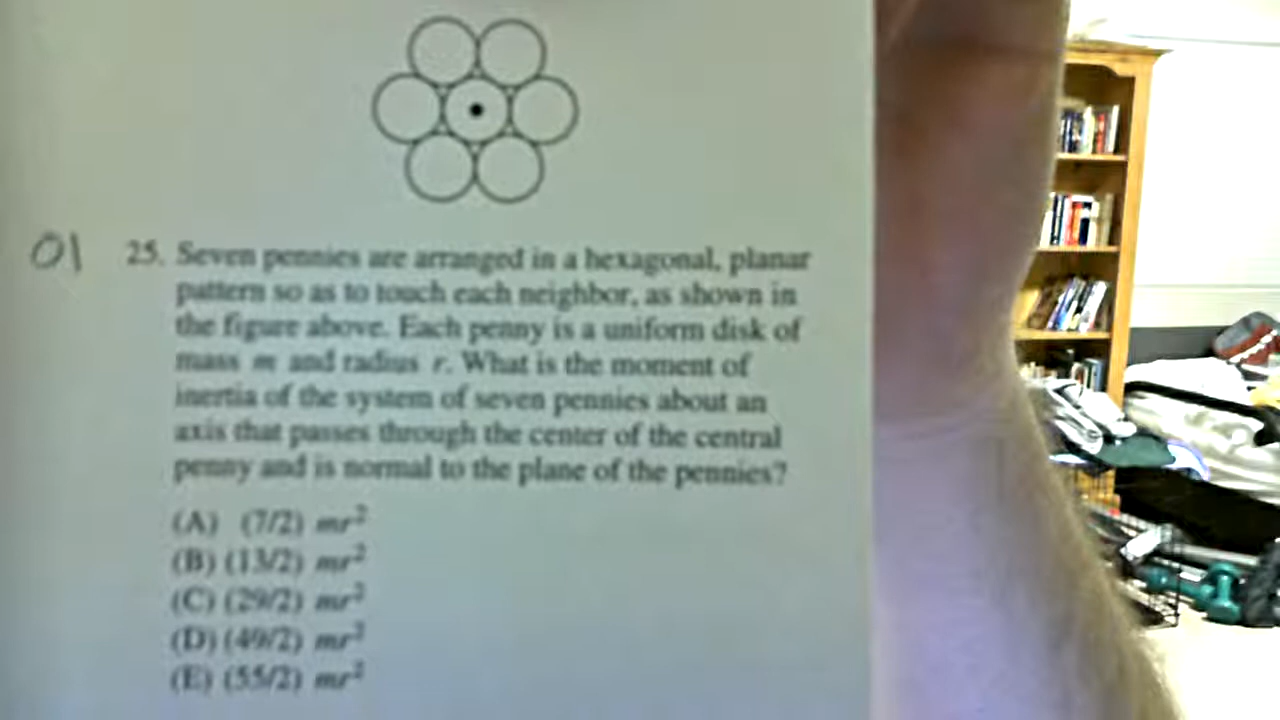 01 25. Seven pennies are arranged in a hexagonal, planar
pattern so as to touch each neighbor, as shown in
the figure above. Each penny is a uniform disk of
mass m and radius r. What is the moment of
inertia of the system of seven pennies about an
axis that passes through the center of the central
penny and is normal to the plane of the pennies?
(A) (7/2) mr²
(B) (13/2) mr²
(C) (29/2) mr²
(D) (49/2) mr²
(E) (55/2) mr²